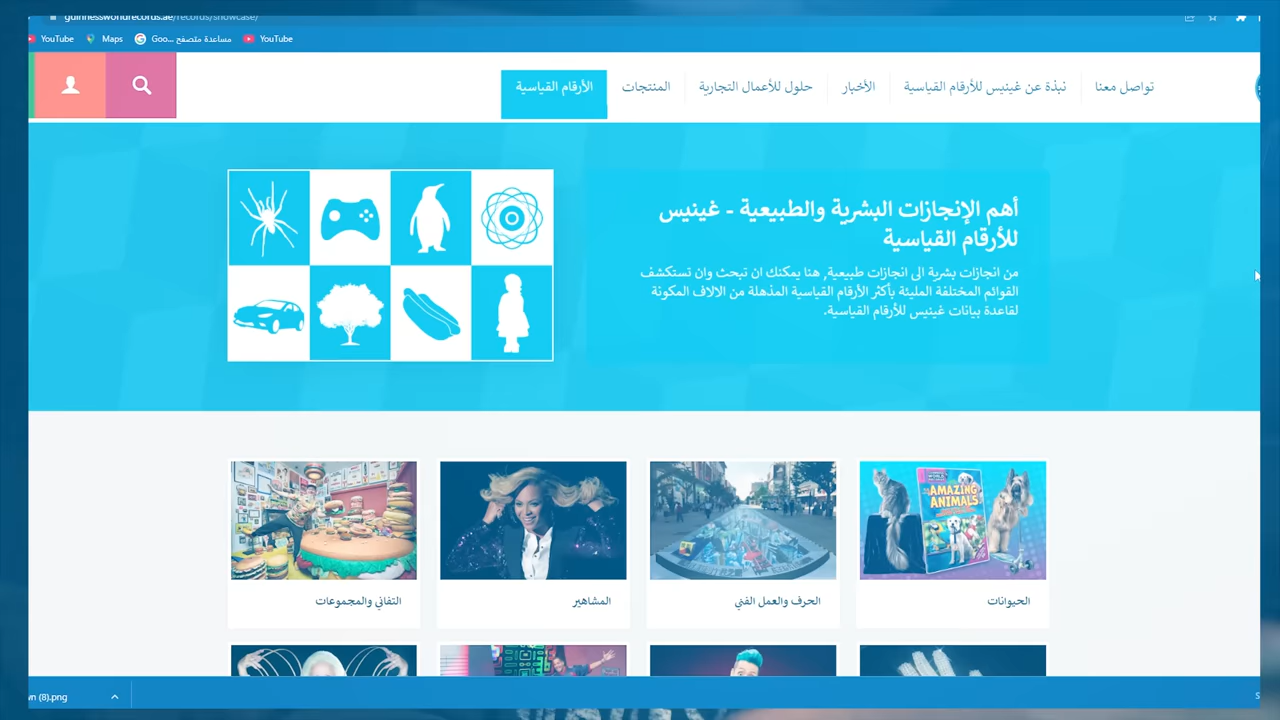 guinnessworldrecords.ae/records/showcase/
YouTube
Maps
Goo... مساعدة متصفح
YouTube
الأرقام القياسية
المنتجات
حلول للأعمال التجارية
الأخبار
نبذة عن غينيس للأرقام القياسية
تواصل معنا
أهم الإنجازات البشرية والطبيعية - غينيس
للأرقام القياسية
من انجازات بشرية الى انجازات طبيعية, هنا يمكنك ان تبحث وان تستكشف
القوائم المختلفة المليئة بأكثر الأرقام القياسية المذهلة من الالاف المكونة
لقاعدة بيانات غينيس للأرقام القياسية.
AMAZING
ANIMALS
الحيوانات
الحرف والعمل الفني
المشاهير
التفاني والمجموعات
wn (8).png